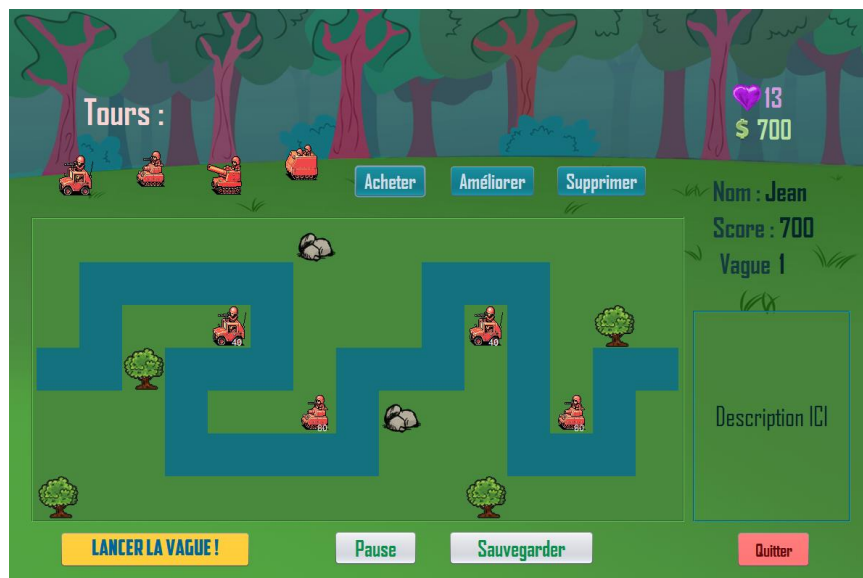 Tours :
13
$ 700
Acheter
Améliorer
Supprimer
Nom : Jean
Score : 700
Vague 1
40
40
80
80
Description ICI
LANCER LA VAGUE !
Pause
Sauvegarder
Quitter